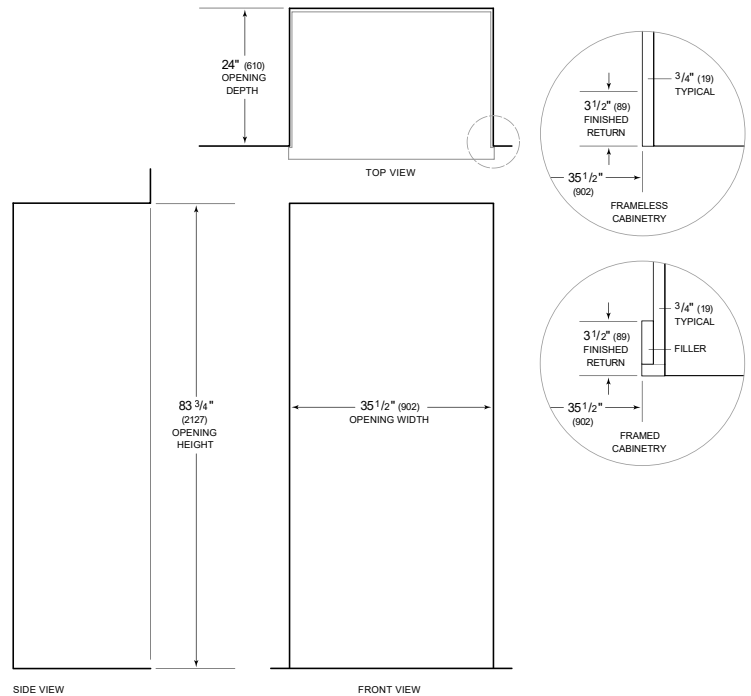 24" (610)
OPENING
DEPTH
TOP VIEW
3/4" (19)
TYPICAL
3 1/2" (89)
FINISHED
RETURN
35 1/2"
(902)
FRAMELESS
CABINETRY
3/4" (19)
TYPICAL
3 1/2" (89)
FINISHED
RETURN
FILLER
35 1/2"
(902)
FRAMED
CABINETRY
83 3/4"
(2127)
OPENING
HEIGHT
35 1/2" (902)
OPENING WIDTH
SIDE VIEW
FRONT VIEW